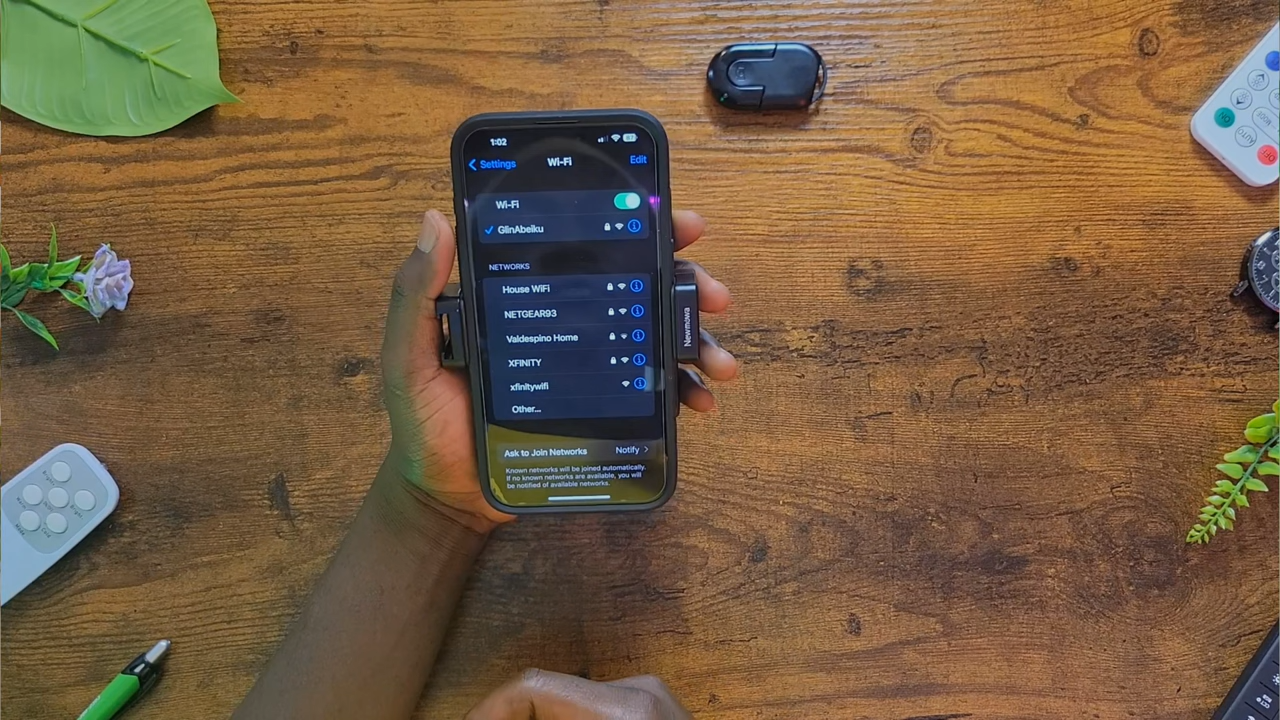 1:02
Settings
Wi-Fi
Edit
Wi-Fi
GlinAbeiku
NETWORKS
House WiFi
NETGEAR93
Valdespino Home
XFINITY
xfinitywifi
Other...
Ask to Join Networks
Notify
Known networks will be joined automatically.
If no known networks are available, you will
be notified of available networks.
Newmowa
AUTO
MODE